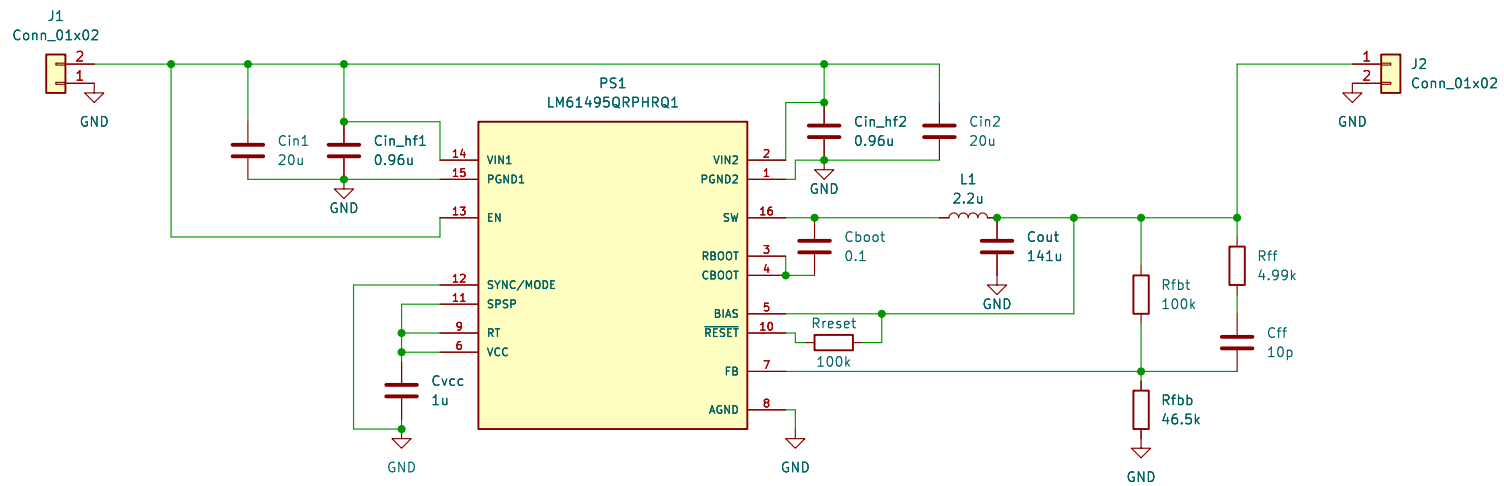 J1
Conn_01x02
2
1
GND
Cin1
20u
Cin_hf1
0.96u
GND
PS1
LM61495QRPHRQ1
14
VIN1
15
PGND1
13
EN
12
SYNC/MODE
11
SPSP
9
RT
6
VCC
Cvcc
1u
GND
VIN2
2
PGND2
1
SW
16
RBOOT
3
CBOOT
4
BIAS
5
RESET
10
FB
7
AGND
8
GND
Cin_hf2
0.96u
GND
Cin2
20u
Cboot
0.1
L1
2.2u
Cout
141u
GND
Rreset
100k
Rfbt
100k
Rff
4.99k
Cff
10p
Rfbb
46.5k
GND
1
2
J2
Conn_01x02
GND